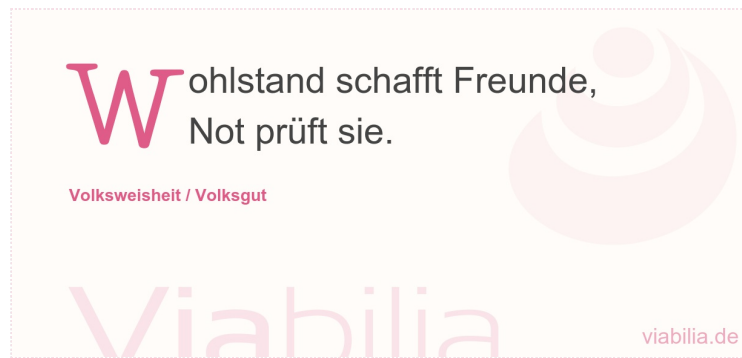 Wohlstand schafft Freunde,
Not prüft sie.
Volksweisheit / Volksgut
Viabilia
viabilia.de